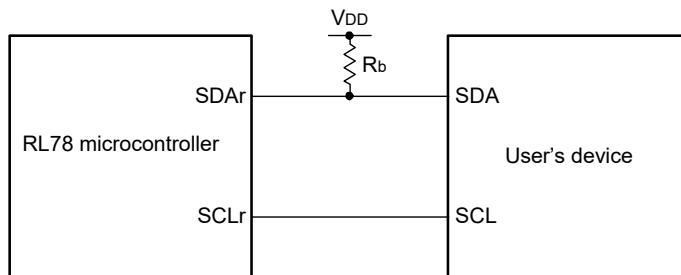 VDD
Rb
SDAr
SDA
RL78 microcontroller
User's device
SCLr
SCL